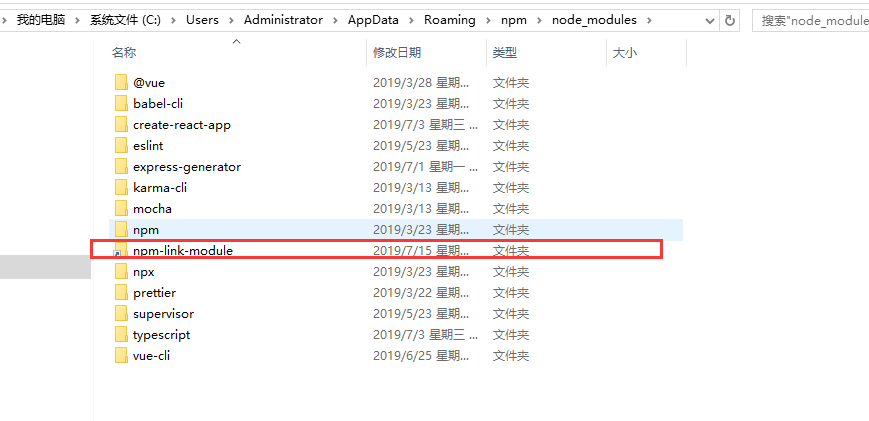 我的电脑 > 系统文件 (C:) > Users > Administrator > AppData > Roaming > npm > node_modules > 搜索"node_module
名称 修改日期 类型 大小
@vue 2019/3/28 星期... 文件夹
babel-cli 2019/3/23 星期... 文件夹
create-react-app 2019/7/3 星期三 ... 文件夹
eslint 2019/5/23 星期... 文件夹
express-generator 2019/7/1 星期一 ... 文件夹
karma-cli 2019/3/13 星期... 文件夹
mocha 2019/3/13 星期... 文件夹
npm 2019/3/23 星期... 文件夹
npm-link-module 2019/7/15 星期... 文件夹
npx 2019/3/23 星期... 文件夹
prettier 2019/3/22 星期... 文件夹
supervisor 2019/5/23 星期... 文件夹
typescript 2019/7/3 星期三 ... 文件夹
vue-cli 2019/6/25 星期... 文件夹